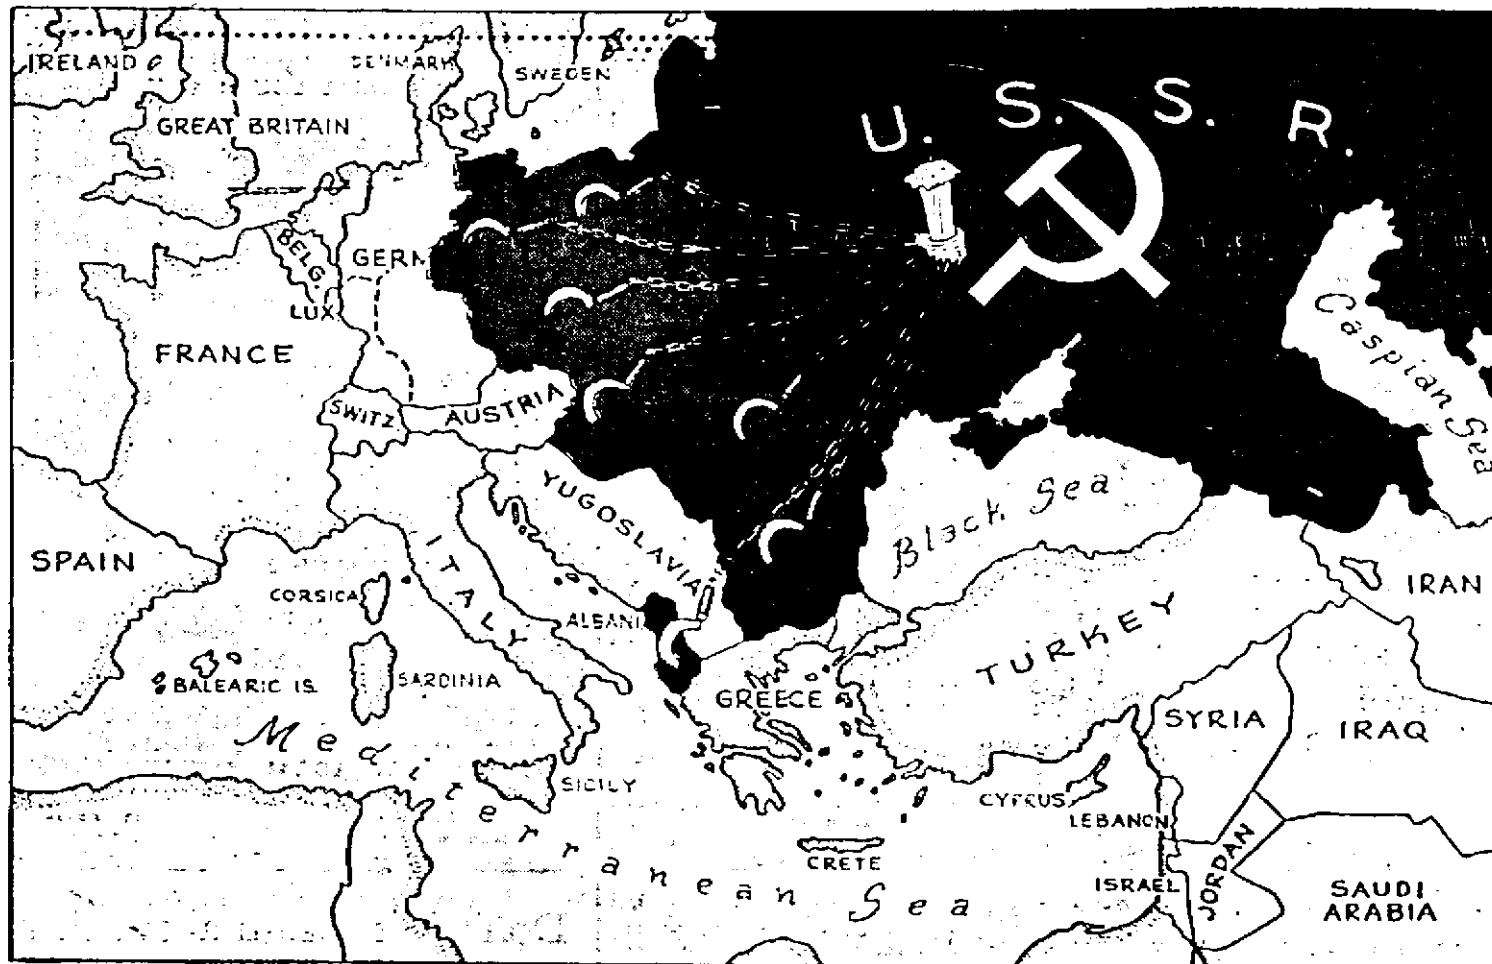 IRELAND
DENMARK
SWEDEN
GREAT BRITAIN
U. S. S. R.
BELG.
GERM
LUX
FRANCE
SWITZ
AUSTRIA
Caspian Sea
YUGOSLAVIA
Black Sea
SPAIN
ITALY
CORSICA
ALBANI
IRAN
TURKEY
BALEARIC IS.
SARDINIA
GREECE
SYRIA
IRAQ
Mediterranean Sea
SICILY
CYPRUS
LEBANON
CRETE
JORDAN
ISRAEL
SAUDI
ARABIA